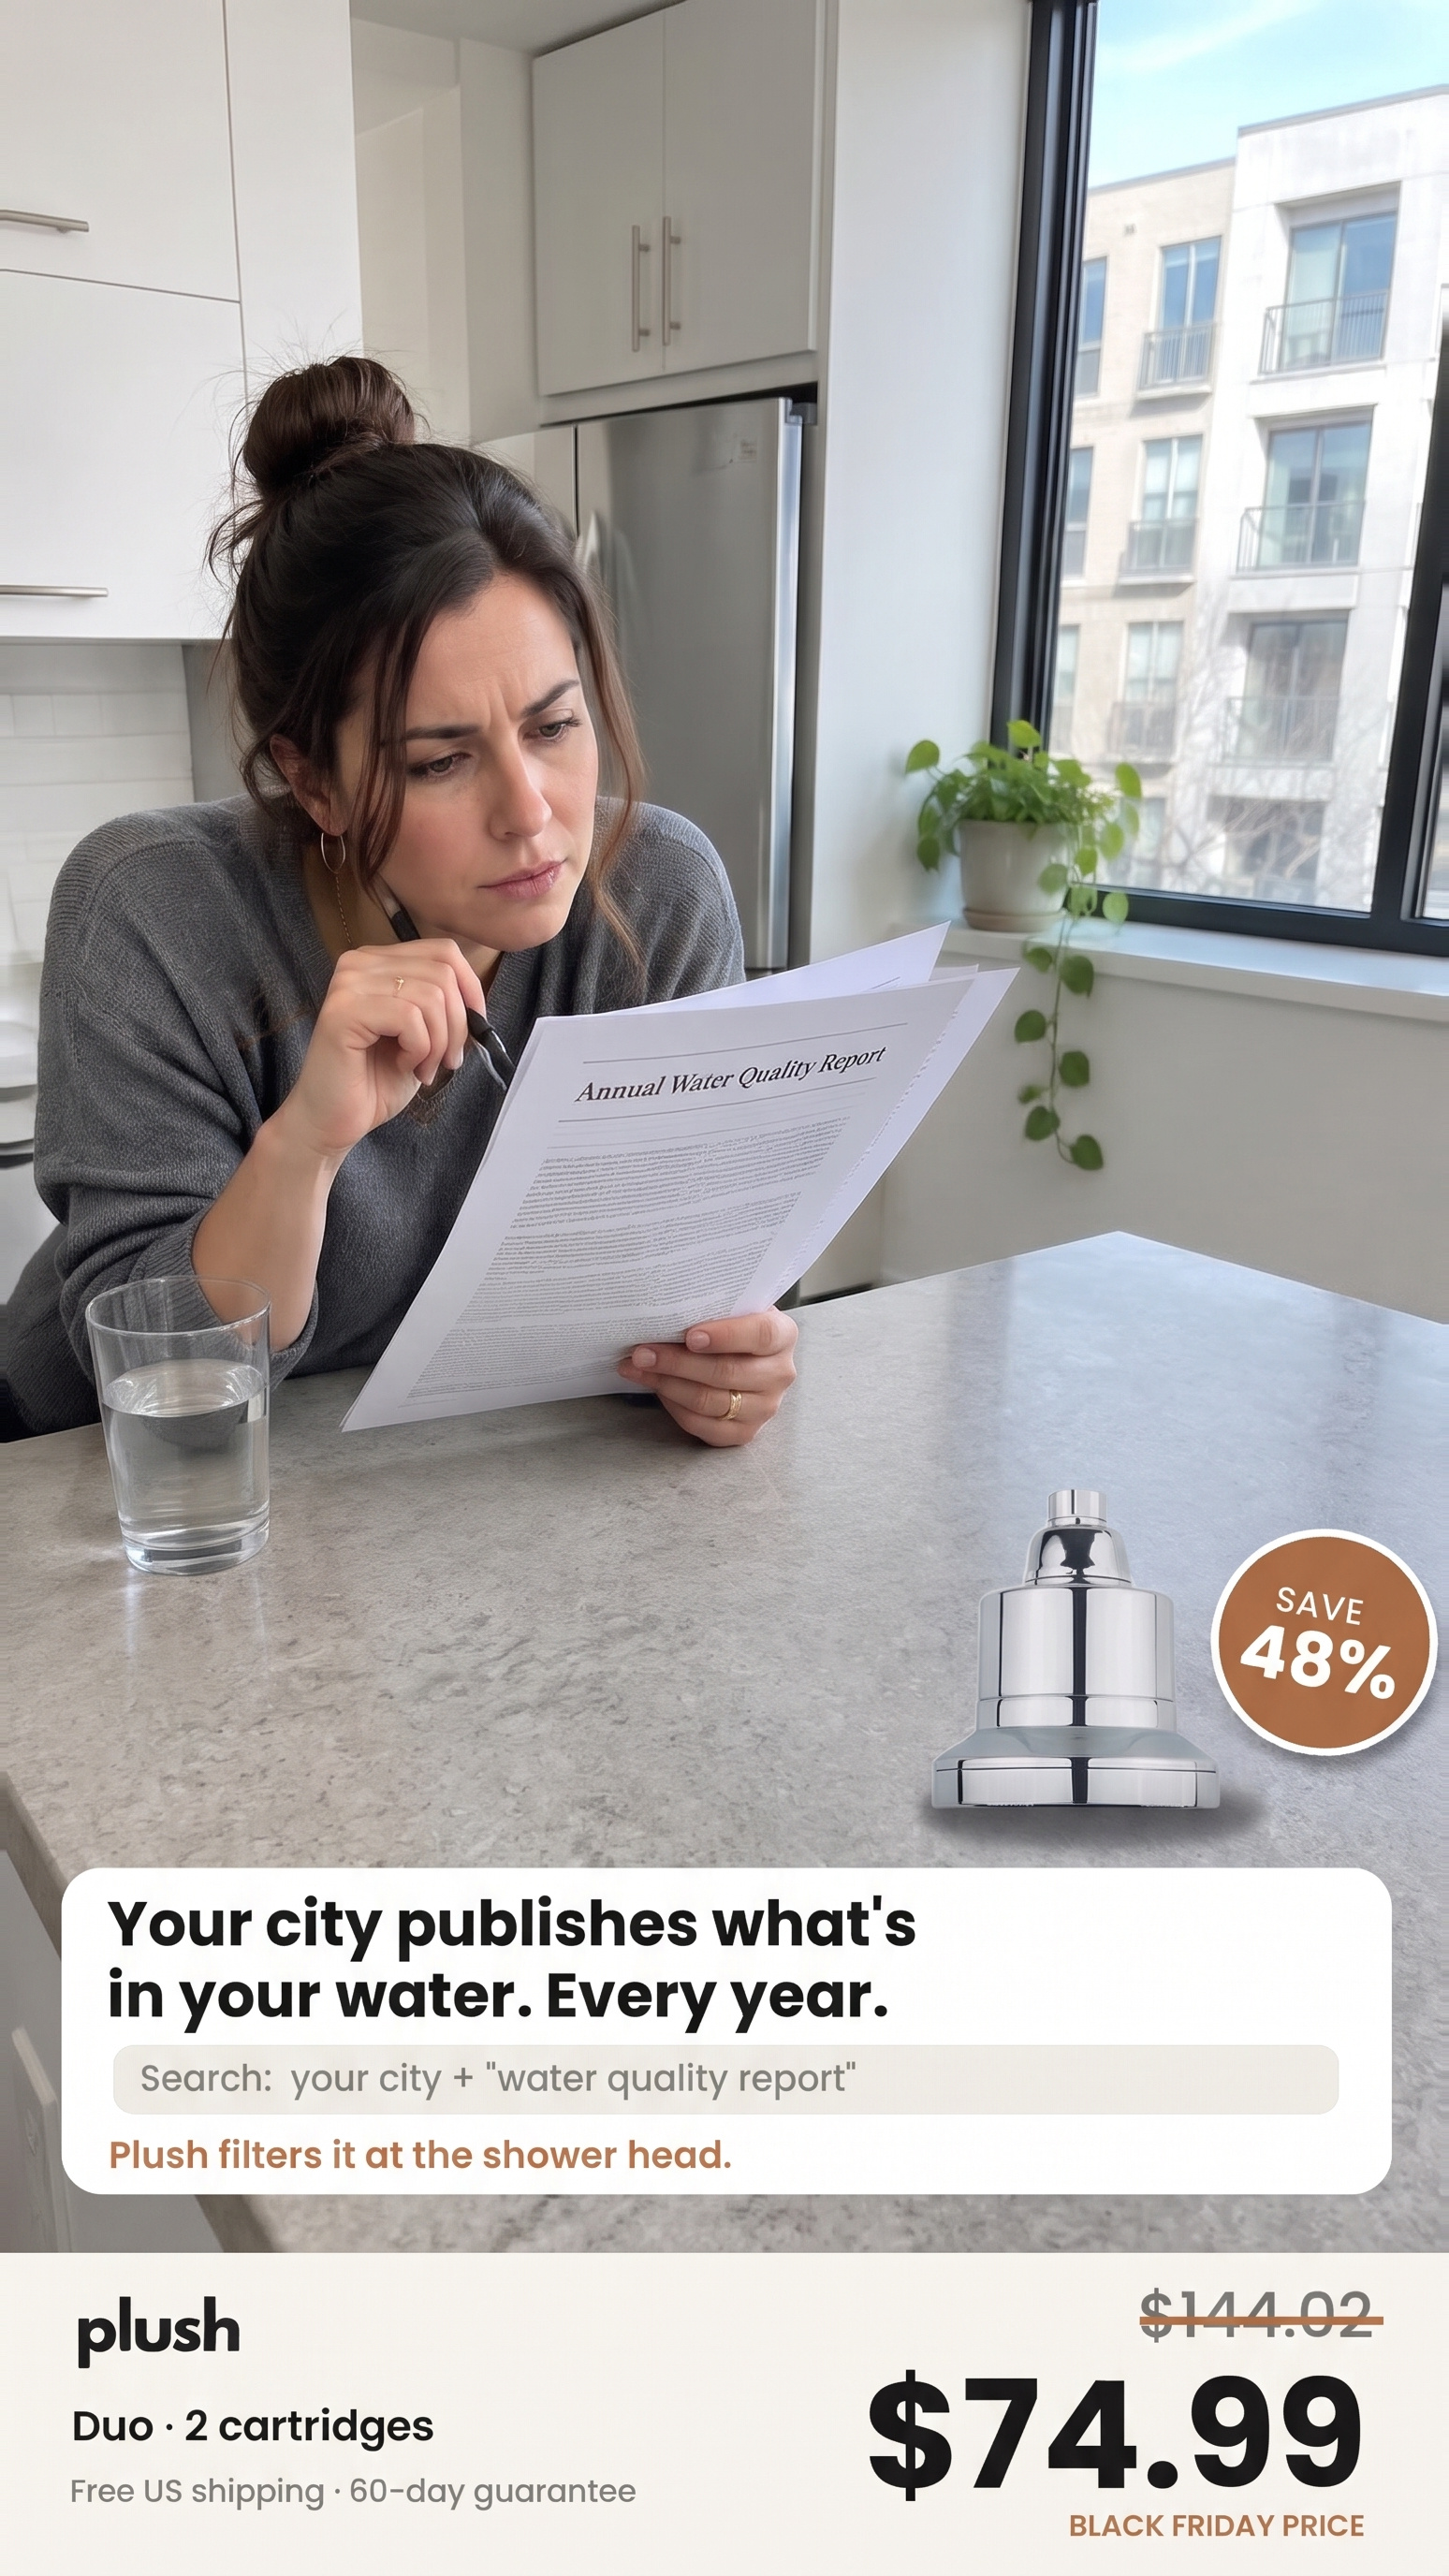 Annual Water Quality Report
SAVE
48%
Your city publishes what's
in your water. Every year.
Search: your city + "water quality report"
Plush filters it at the shower head.
plush
Duo · 2 cartridges
Free US shipping · 60-day guarantee
$144.02
$74.99
BLACK FRIDAY PRICE